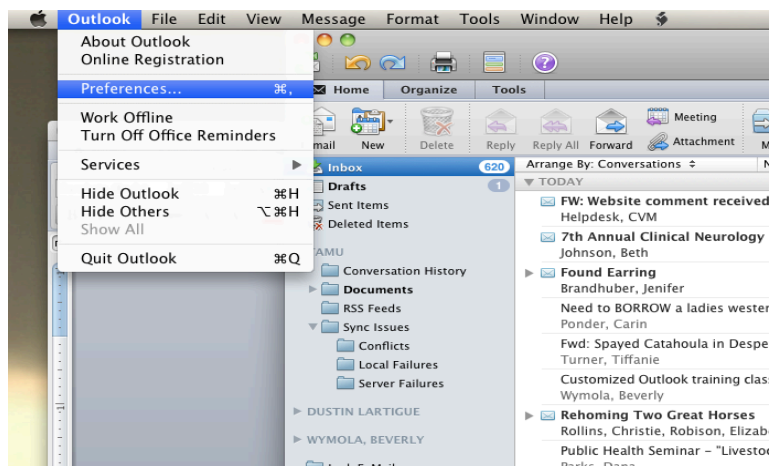 Outlook File Edit View Message Format Tools Window Help
About Outlook
Online Registration
Preferences... ⌘,
Work Offline
Turn Off Office Reminders
Services
Hide Outlook ⌘H
Hide Others ⌥⌘H
Show All
Quit Outlook ⌘Q
Home Organize Tools
New Delete Reply Reply All Forward Meeting
Attachment
Inbox 620
Drafts 1
Sent Items
Deleted Items
Conversation History
Documents
RSS Feeds
Sync Issues
Conflicts
Local Failures
Server Failures
DUSTIN LARTIGUE
WYMOLA, BEVERLY
Arrange By: Conversations
TODAY
FW: Website comment received
Helpdesk, CVM
7th Annual Clinical Neurology
Johnson, Beth
Found Earring
Brandhuber, Jenifer
Need to BORROW a ladies wester
Ponder, Carin
Fwd: Spayed Catahoula in Despe
Turner, Tiffanie
Customized Outlook training clas
Wymola, Beverly
Rehoming Two Great Horses
Rollins, Christie, Robison, Elizab
Public Health Seminar - "Livestoc